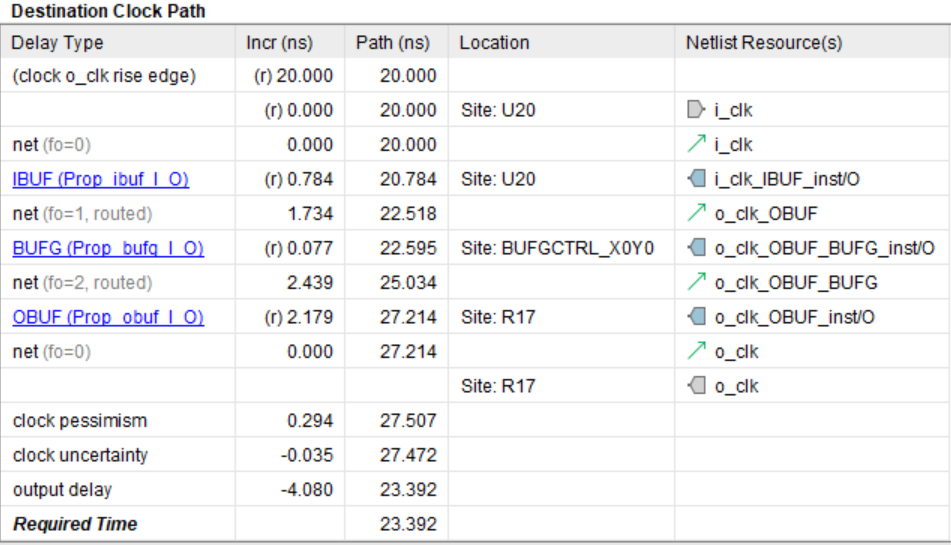 Destination Clock Path
Delay Type Incr (ns) Path (ns) Location Netlist Resource(s)
(clock o_clk rise edge) (r) 20.000 20.000
(r) 0.000 20.000 Site: U20 i_clk
net (fo=0) 0.000 20.000 i_clk
IBUF (Prop_ibuf_I_O) (r) 0.784 20.784 Site: U20 i_clk_IBUF_inst/O
net (fo=1, routed) 1.734 22.518 o_clk_OBUF
BUFG (Prop_bufg_I_O) (r) 0.077 22.595 Site: BUFGCTRL_X0Y0 o_clk_OBUF_BUFG_inst/O
net (fo=2, routed) 2.439 25.034 o_clk_OBUF_BUFG
OBUF (Prop_obuf_I_O) (r) 2.179 27.214 Site: R17 o_clk_OBUF_inst/O
net (fo=0) 0.000 27.214 o_clk
Site: R17 o_clk
clock pessimism 0.294 27.507
clock uncertainty -0.035 27.472
output delay -4.080 23.392
Required Time 23.392